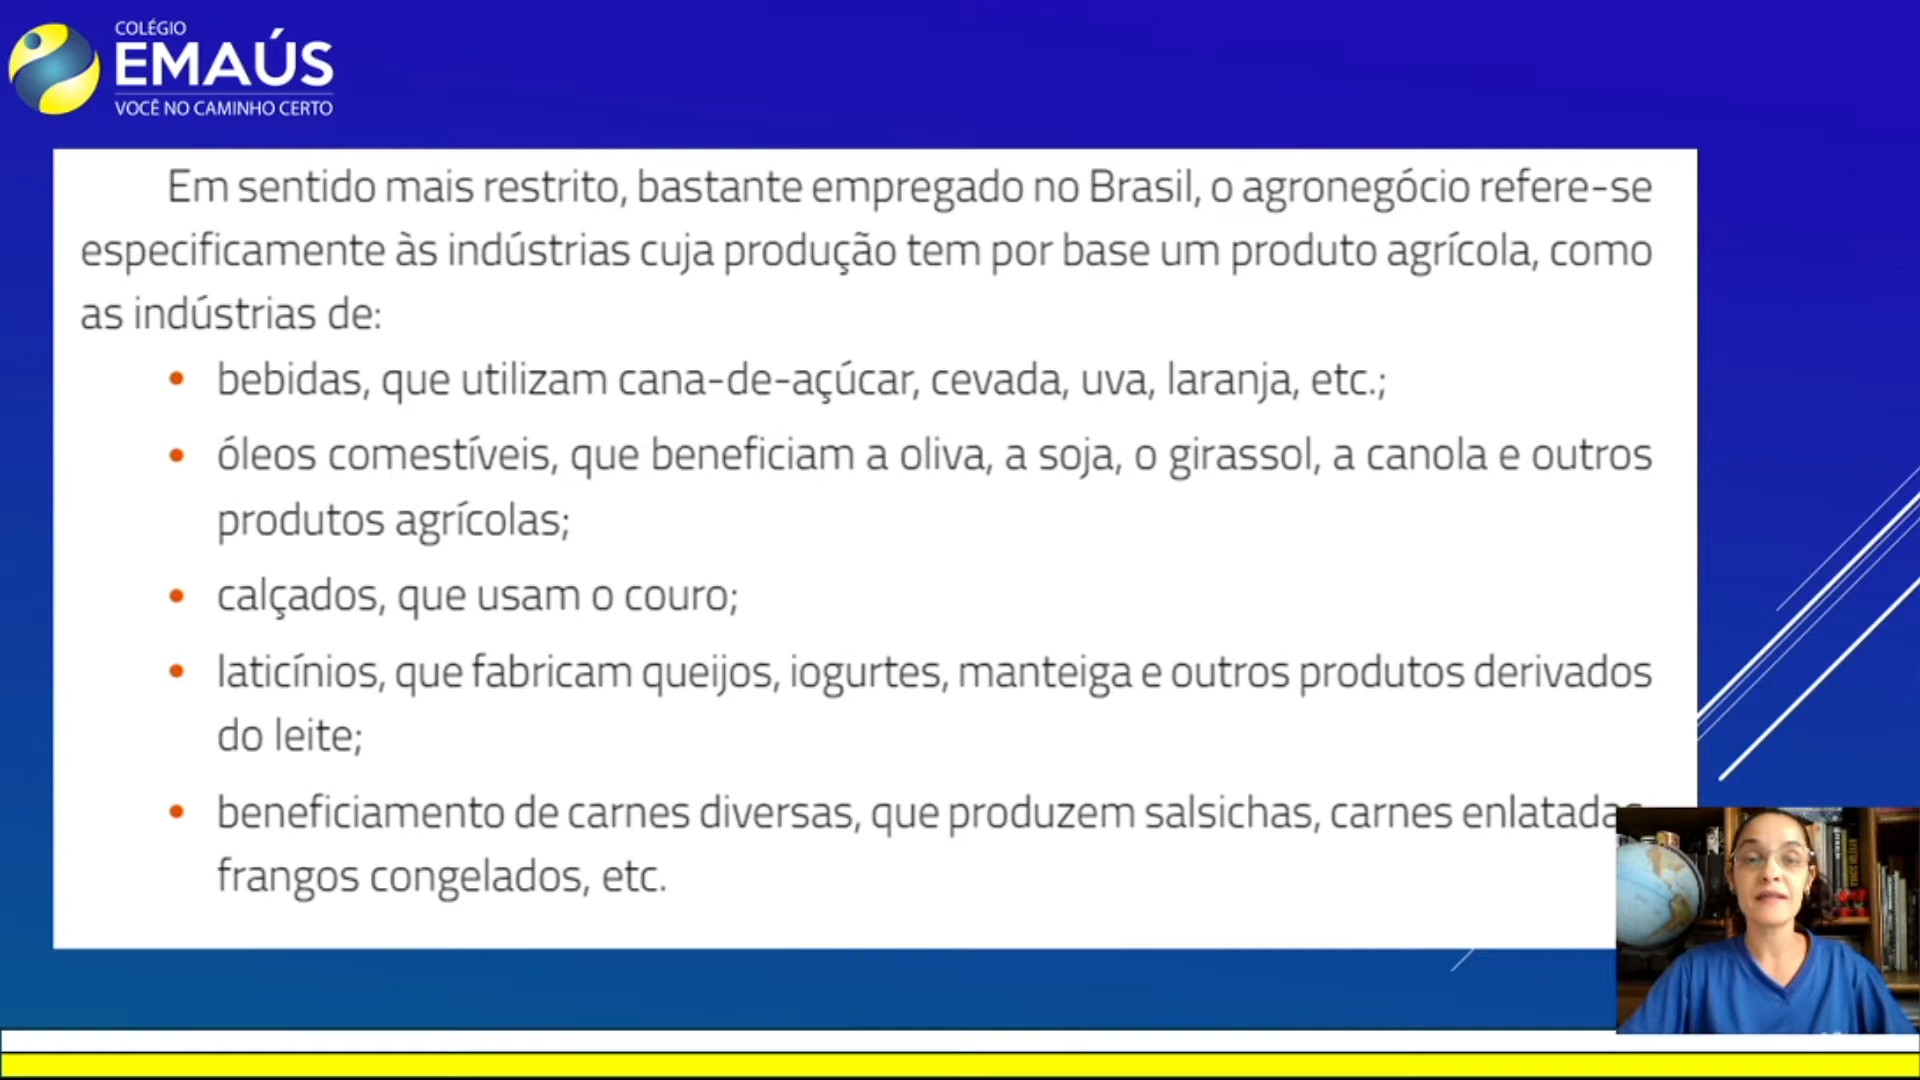 COLÉGIO
EMAÚS
VOCÊ NO CAMINHO CERTO
Em sentido mais restrito, bastante empregado no Brasil, o agronegócio refere-se
especificamente às indústrias cuja produção tem por base um produto agrícola, como
as indústrias de:
• bebidas, que utilizam cana-de-açúcar, cevada, uva, laranja, etc.;
• óleos comestíveis, que beneficiam a oliva, a soja, o girassol, a canola e outros
produtos agrícolas;
• calçados, que usam o couro;
• laticínios, que fabricam queijos, iogurtes, manteiga e outros produtos derivados
do leite;
• beneficiamento de carnes diversas, que produzem salsichas, carnes
frangos congelados, etc.